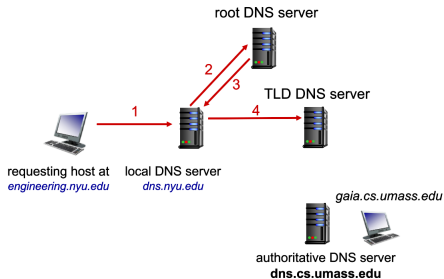 root DNS server
2
3
TLD DNS server
1
4
requesting host at
engineering.nyu.edu
local DNS server
dns.nyu.edu
gaia.cs.umass.edu
authoritative DNS server
dns.cs.umass.edu